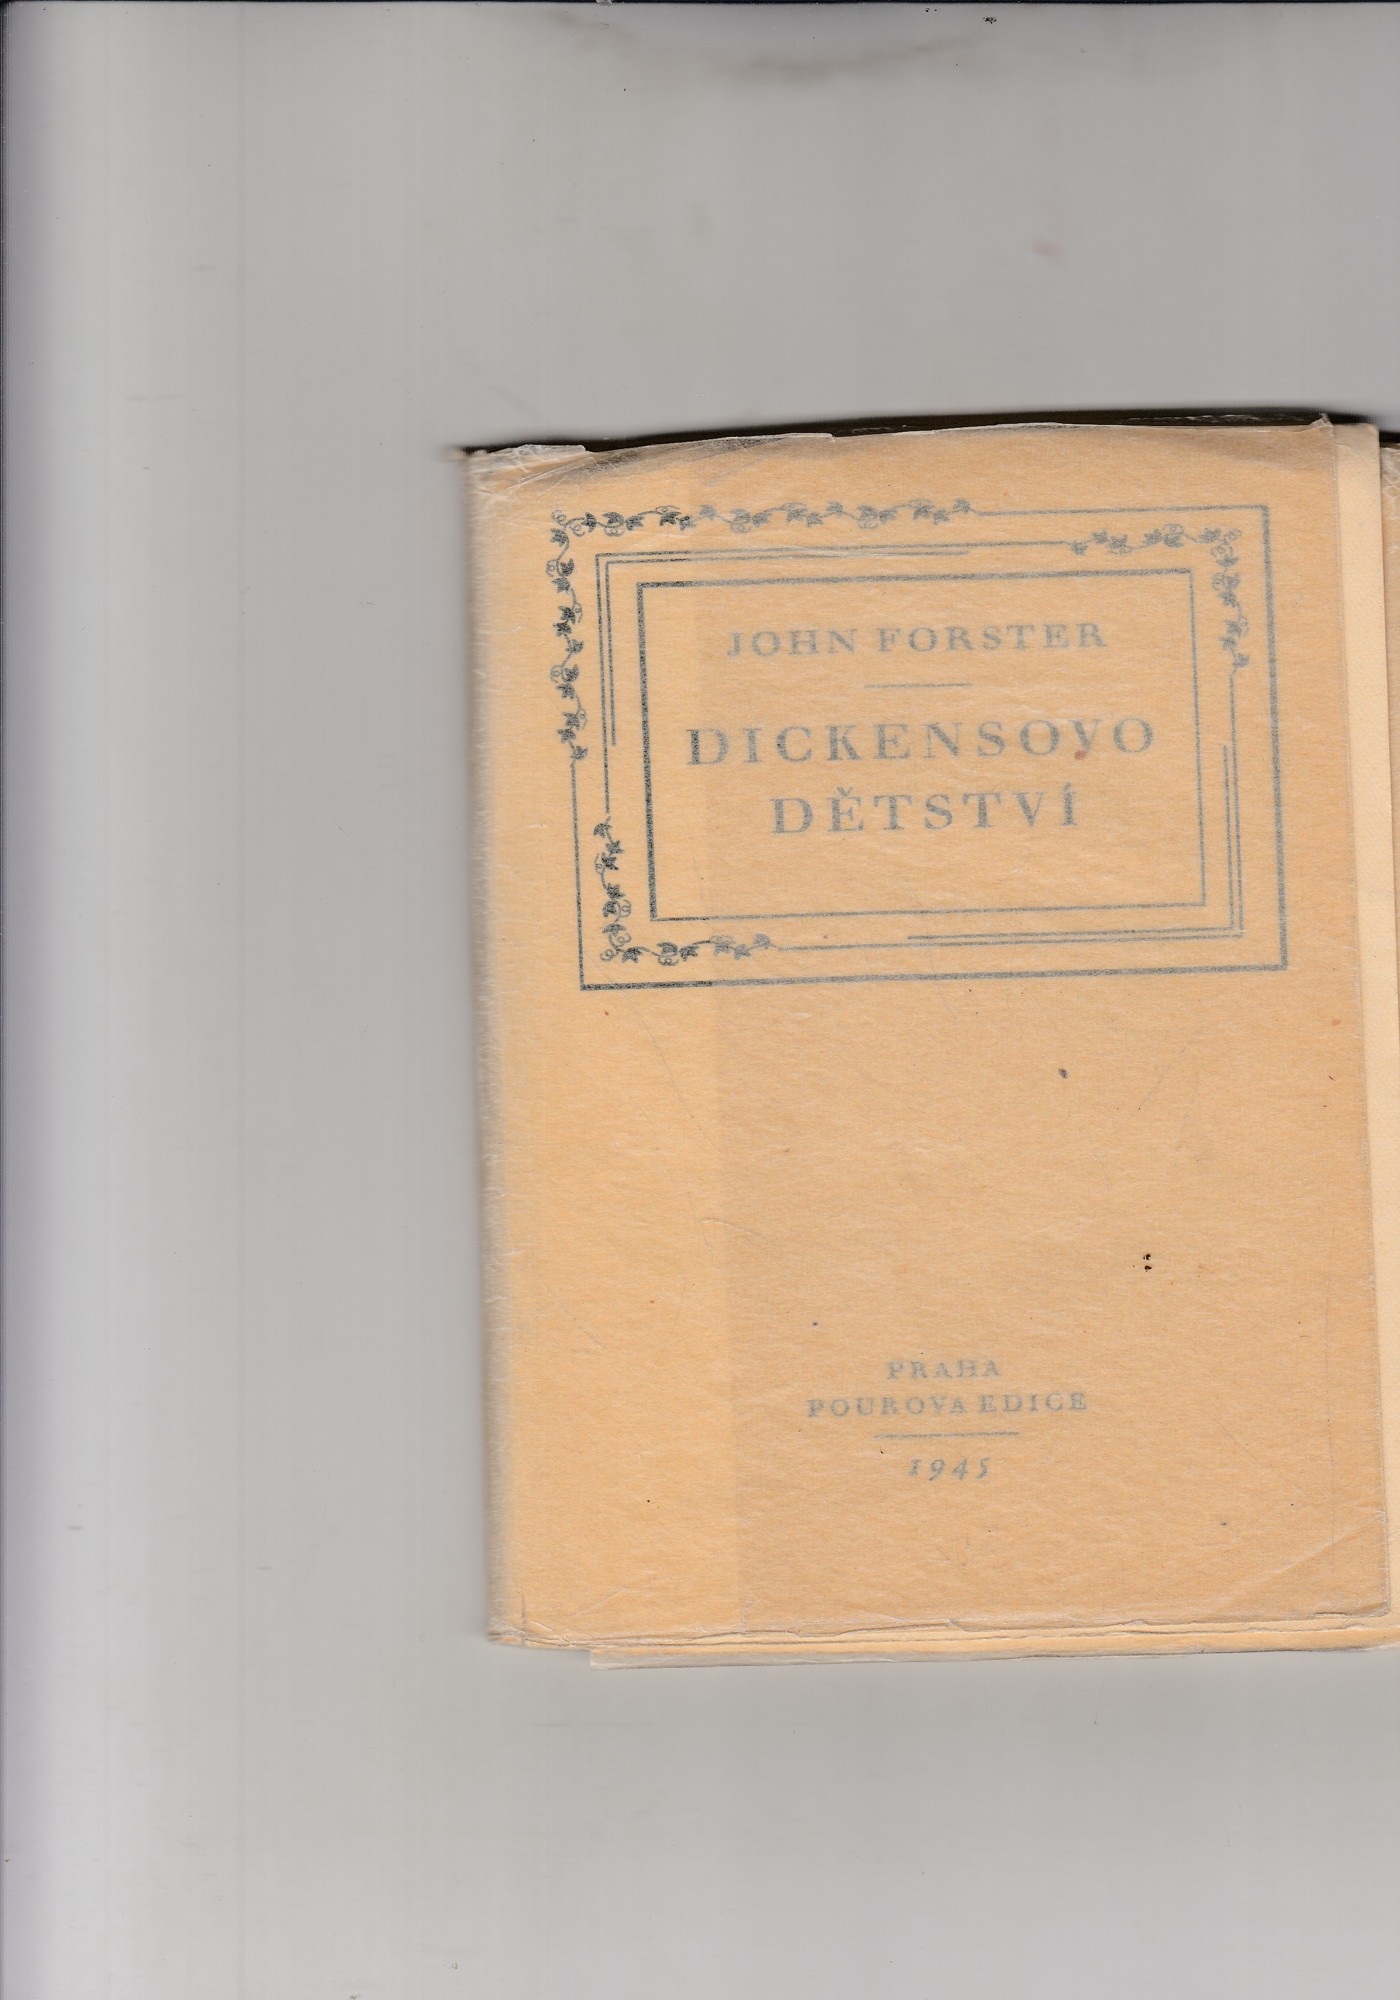 JOHN FORSTER
DICKENSOVO
DĚTSTVÍ
PRAHA
POUROVA EDICE
1945